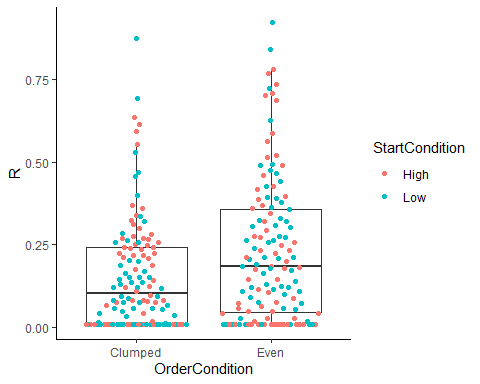 R
0.75
0.50
0.25
0.00
Clumped
Even
OrderCondition
StartCondition
High
Low